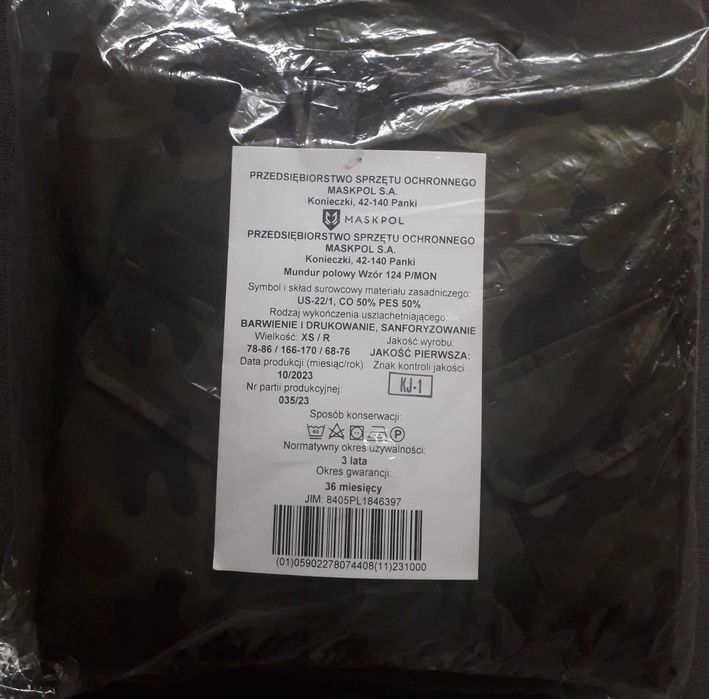 PRZEDSIĘBIORSTWO SPRZĘTU OCHRONNEGO
MASKPOL S.A.
Konieczki, 42-140 Panki
MASKPOL
PRZEDSIĘBIORSTWO SPRZĘTU OCHRONNEGO
MASKPOL S.A.
Konieczki, 42-140 Panki
Mundur polowy Wzór 124 P/MON
Symbol i skład surowcowy materiału zasadniczego:
US-22/1, CO 50% PES 50%
Rodzaj wykończenia uszlachetniającego:
BARWIENIE I DRUKOWANIE, SANFORYZOWANIE
Wielkość: XS / R
78-86 / 166-170 / 68-76
Jakość wyrobu:
JAKOŚĆ PIERWSZA:
Data produkcji (miesiąc/rok):
10/2023
Znak kontroli jakości:
KJ-1
Nr partii produkcyjnej:
035/23
Sposób konserwacji:
60 P
Normatywny okres używalności:
3 lata
Okres gwarancji:
36 miesięcy
JIM: 8405PL1846397
(01)05902278074408(11)231000